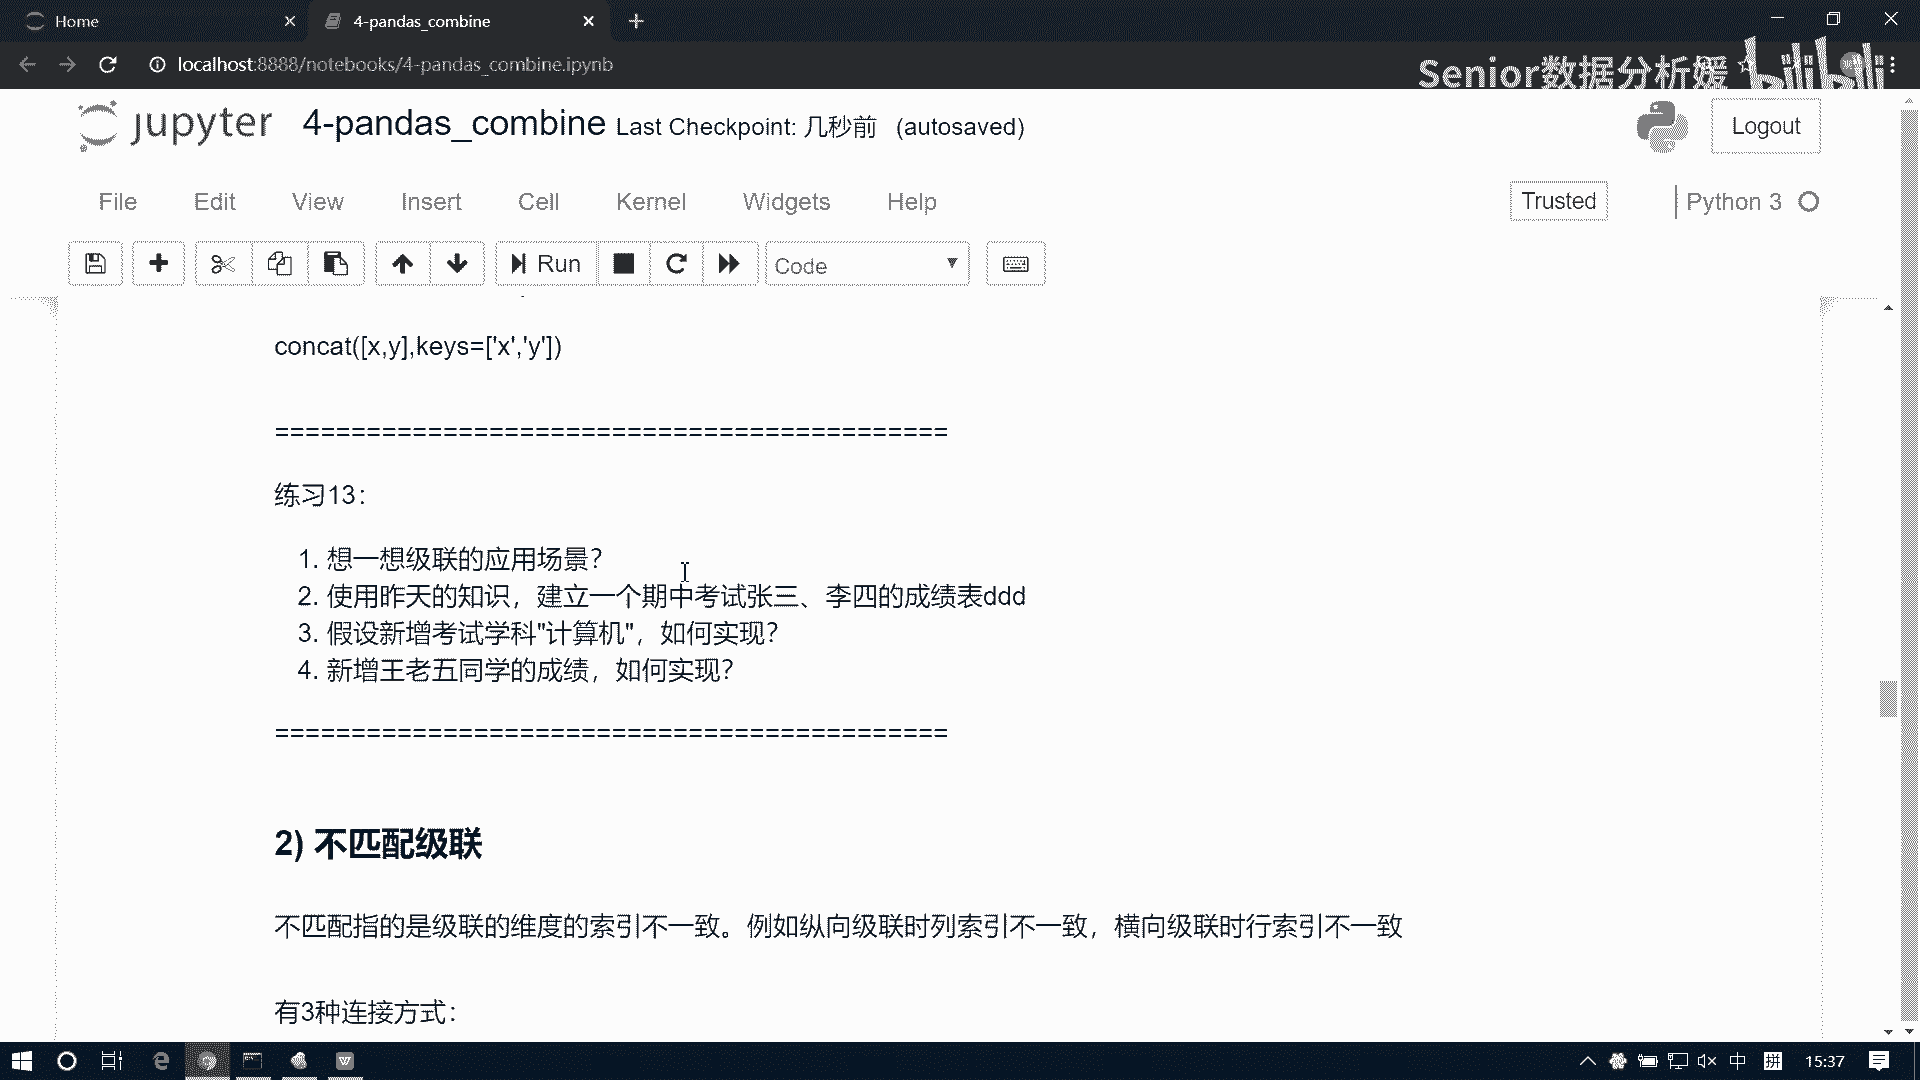 Home
4-pandas_combine
localhost:8888/notebooks/4-pandas_combine.ipynb
Senior数据分析媛 bilibili
jupyter 4-pandas_combine Last Checkpoint: 几秒前 (autosaved)
Logout
File Edit View Insert Cell Kernel Widgets Help
Trusted
Python 3
Run
Code
concat([x,y],keys=['x','y'])
============================================
练习13：
1. 想一想级联的应用场景？
2. 使用昨天的知识，建立一个期中考试张三、李四的成绩表ddd
3. 假设新增考试学科"计算机"，如何实现？
4. 新增王老五同学的成绩，如何实现？
============================================
2) 不匹配级联
不匹配指的是级联的维度的索引不一致。例如纵向级联时列索引不一致，横向级联时行索引不一致
有3种连接方式：
中
拼
15:37